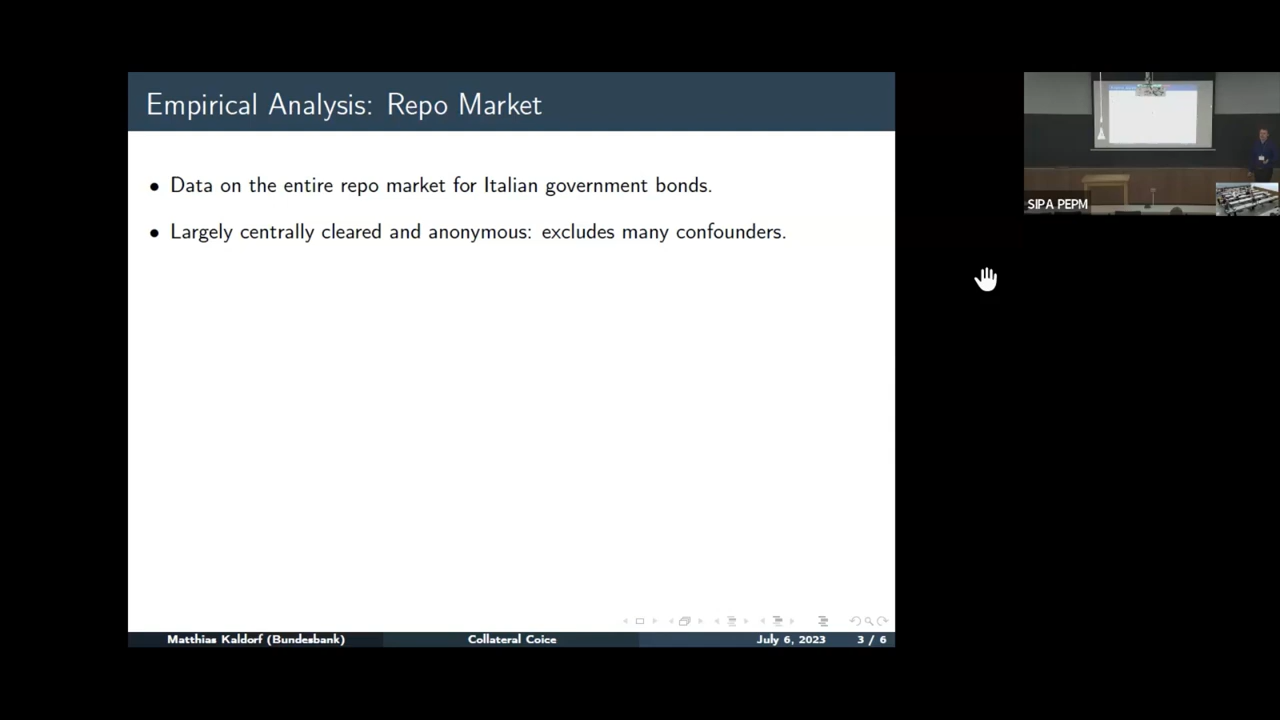 Empirical Analysis: Repo Market
• Data on the entire repo market for Italian government bonds.
• Largely centrally cleared and anonymous: excludes many confounders.
SIPA PEPM
Matthias Kaldorf (Bundesbank) Collateral Coice July 6, 2023 3 / 6